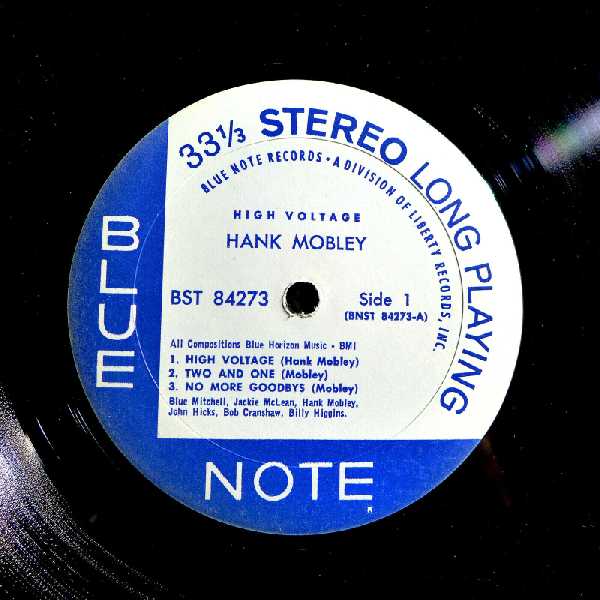 33⅓ STEREO LONG PLAYING
BLUE NOTE RECORDS • A DIVISION OF LIBERTY RECORDS, INC.
HIGH VOLTAGE
HANK MOBLEY
BST 84273
Side 1
(BNST 84273-A)
All Compositions Blue Horizon Music - BMI
1. HIGH VOLTAGE (Hank Mobley)
2. TWO AND ONE (Mobley)
3. NO MORE GOODBYS (Mobley)
Blue Mitchell, Jackie McLean, Hank Mobley,
John Hicks, Bob Cranshaw, Billy Higgins.
BLUE
NOTE